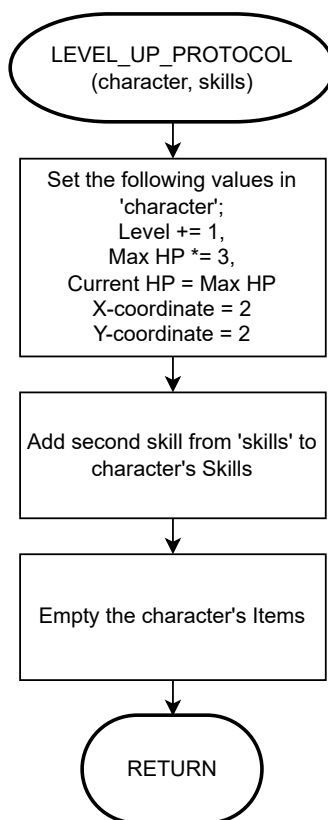 LEVEL_UP_PROTOCOL
(character, skills)
Set the following values in
'character';
Level += 1,
Max HP *= 3,
Current HP = Max HP
X-coordinate = 2
Y-coordinate = 2
Add second skill from 'skills' to
character's Skills
Empty the character's Items
RETURN